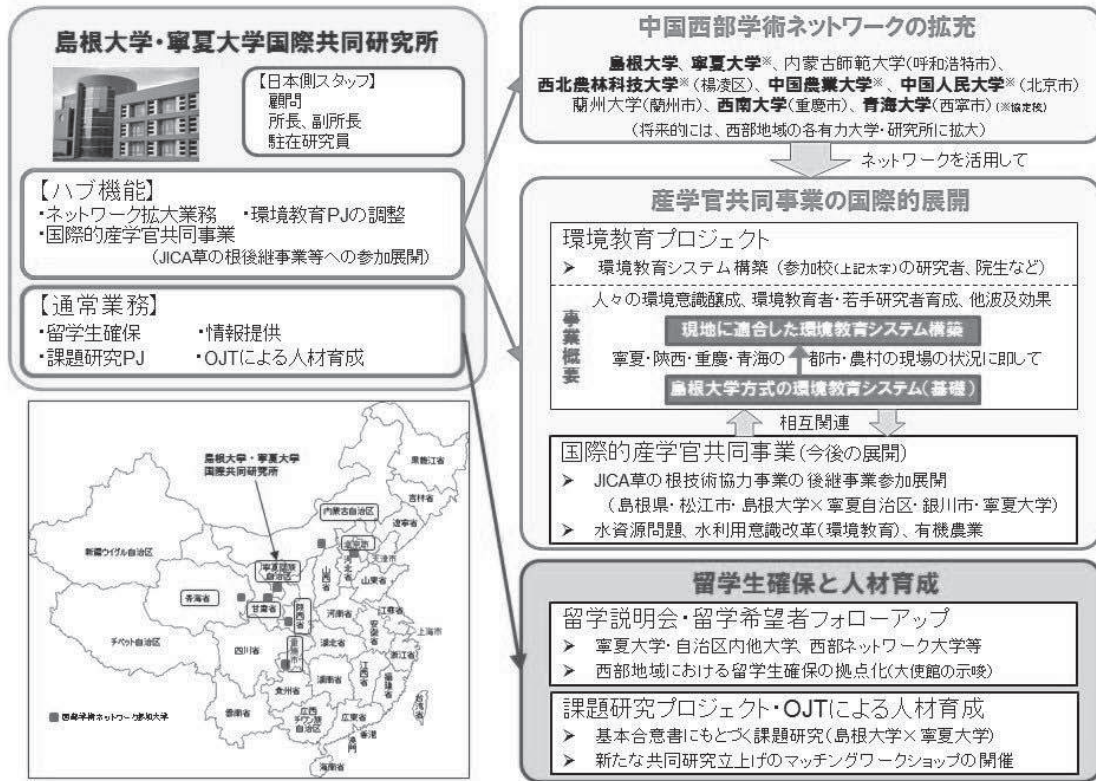 島根大学・寧夏大学国際共同研究所
【日本側スタッフ】
顧問
所長、副所長
駐在研究員
【ハブ機能】
・ネットワーク拡大業務　・環境教育PJの調整
・国際的産学官共同事業
(JICA草の根後継事業等への参加展開)
【通常業務】
・留学生確保　・情報提供
・課題研究PJ　・OJTによる人材育成
中国西部学術ネットワークの拡充
島根大学、寧夏大学※、内蒙古師範大学(呼和浩特市)、
西北農林科技大学※(楊凌区)、中国農業大学※、中国人民大学※(北京市)
蘭州大学(蘭州市)、西南大学(重慶市)、青海大学(西寧市)(※協定校)
(将来的には、西部地域の各有力大学・研究所に拡大)
ネットワークを活用して
産学官共同事業の国際的展開
環境教育プロジェクト
➤ 環境教育システム構築（参加校(上記太字)の研究者、院生など）
事業概要
人々の環境意識醸成、環境教育者・若手研究者育成、他波及効果
現地に適合した環境教育システム構築
寧夏・陝西・重慶・青海の　都市・農村の現場の状況に即して
島根大学方式の環境教育システム(基礎)
相互関連
国際的産学官共同事業(今後の展開)
➤ JICA草の根技術協力事業の後継事業参加展開
（島根県・松江市・島根大学×寧夏自治区・銀川市・寧夏大学）
➤ 水資源問題、水利用意識改革(環境教育)、有機農業
留学生確保と人材育成
留学説明会・留学希望者フォローアップ
➤ 寧夏大学・自治区内他大学、西部ネットワーク大学等
➤ 西部地域における留学生確保の拠点化(大使館の示唆)
課題研究プロジェクト・OJTによる人材育成
➤ 基本合意書にもとづく課題研究(島根大学×寧夏大学)
➤ 新たな共同研究立上げのマッチングワークショップの開催
島根大学・寧夏大学
国際共同研究所
黒龍江省
吉林省
遼寧省
内蒙古自治区
新疆ウイグル自治区
北京市
天津市
河北省
山西省
山東省
寧夏回族
自治区
青海省
甘粛省
陝西省
河南省
江蘇省
安徽省
上海市
チベット自治区
四川省
重慶市
湖北省
浙江省
湖南省
江西省
福建省
貴州省
雲南省
広西
チワン族
自治区
広東省
台湾省
香港
澳門
海南省
西部学術ネットワーク参加大学